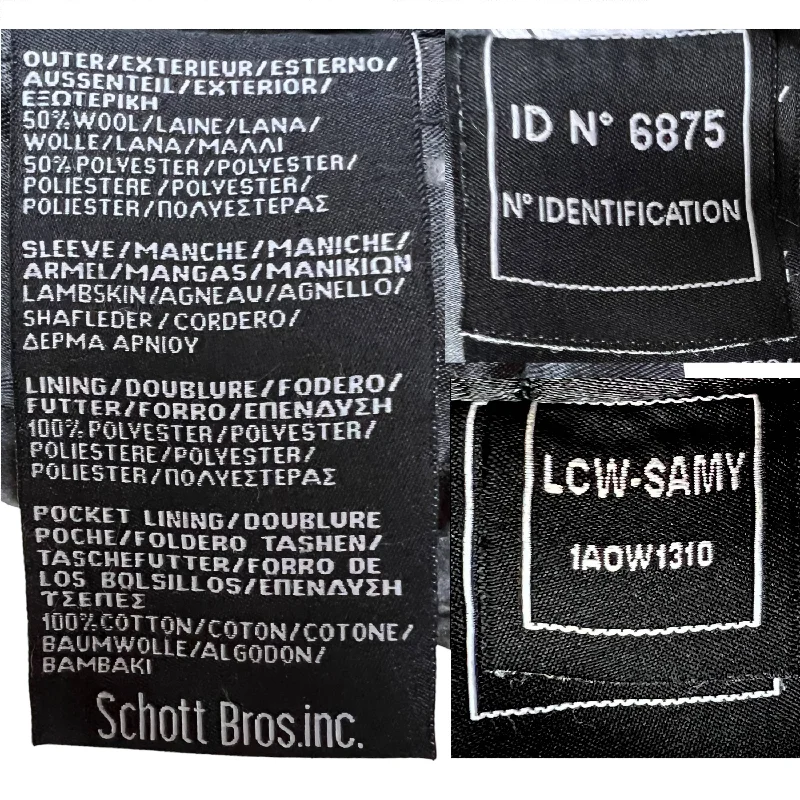 OUTER/EXTERIEUR/ESTERNO/
AUSSENTEIL/EXTERIOR/
ΕΞΩΤΕΡΙΚΗ
50% WOOL/LAINE/LANA/
WOLLE/LANA/ΜΑΛΛΙ
50% POLYESTER/POLYESTER/
POLIESTERE/POLYESTER/
POLIESTER/ΠΟΛΥΕΣΤΕΡΑΣ
SLEEVE/MANCHE/MANICHE/
ARMEL/MANGAS/ΜΑΝΙΚΙΩΝ
LAMBSKIN/AGNEAU/AGNELLO/
SHAFLEDER/CORDERO/
ΔΕΡΜΑ ΑΡΝΙΟΥ
LINING/DOUBLURE/FODERO/
FUTTER/FORRO/ΕΠΕΝΔΥΣΗ
100% POLYESTER/POLYESTER/
POLIESTERE/POLYESTER/
POLIESTER/ΠΟΛΥΕΣΤΕΡΑΣ
POCKET LINING/DOUBLURE
POCHE/FOLDERO TASHEN/
TASCHEFUTTER/FORRO DE
LOS BOLSILLOS/ΕΠΕΝΔΥΣΗ
ΤΣΕΠΕΣ
100% COTTON/COTON/COTONE/
BAUMWOLLE/ALGODON/
ΒΑΜΒΑΚΙ
Schott Bros.inc.
ID N° 6875
N° IDENTIFICATION
LCW-SAMY
1AOW1310